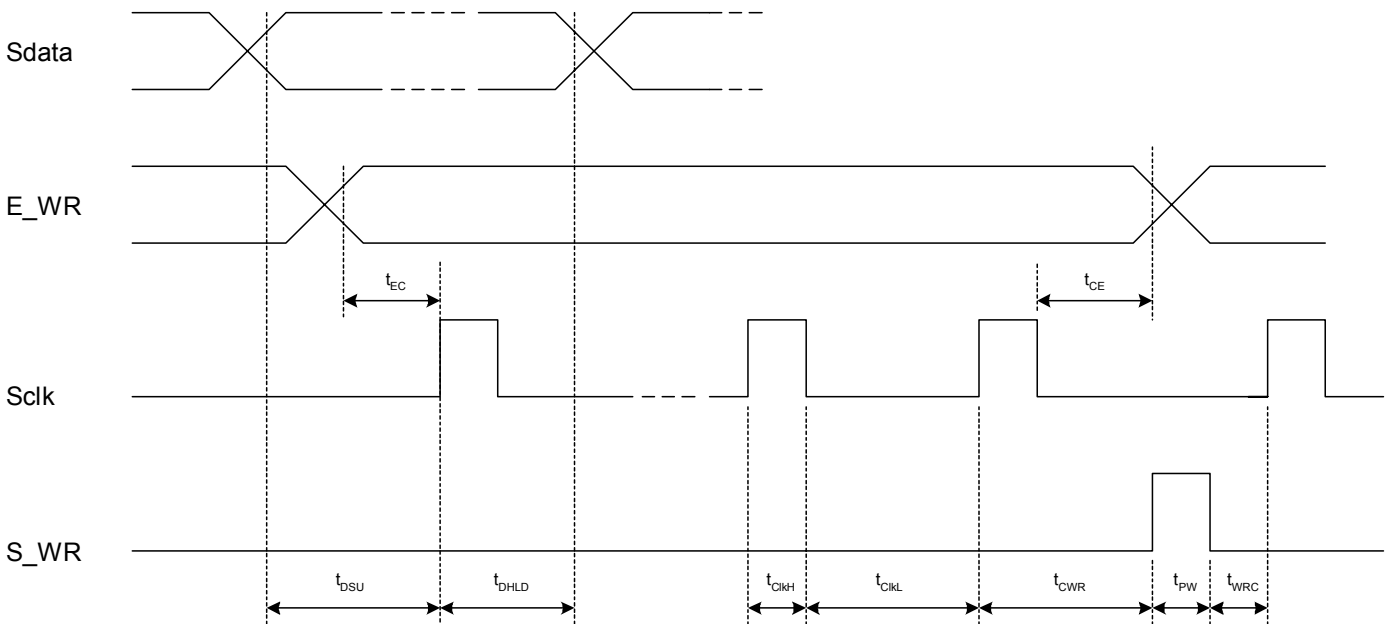 Sdata
E_WR
tEC
tCE
Sclk
S_WR
tDSU
tDHLD
tClkH
tClkL
tCWR
tPW
tWRC